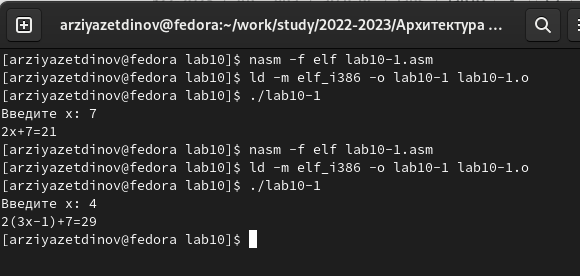 arziyazetdinov@fedora:~/work/study/2022-2023/Архитектура ...
[arziyazetdinov@fedora lab10]$ nasm -f elf lab10-1.asm
[arziyazetdinov@fedora lab10]$ ld -m elf_i386 -o lab10-1 lab10-1.o
[arziyazetdinov@fedora lab10]$ ./lab10-1
Введите x: 7
2x+7=21
[arziyazetdinov@fedora lab10]$ nasm -f elf lab10-1.asm
[arziyazetdinov@fedora lab10]$ ld -m elf_i386 -o lab10-1 lab10-1.o
[arziyazetdinov@fedora lab10]$ ./lab10-1
Введите x: 4
2(3x-1)+7=29
[arziyazetdinov@fedora lab10]$